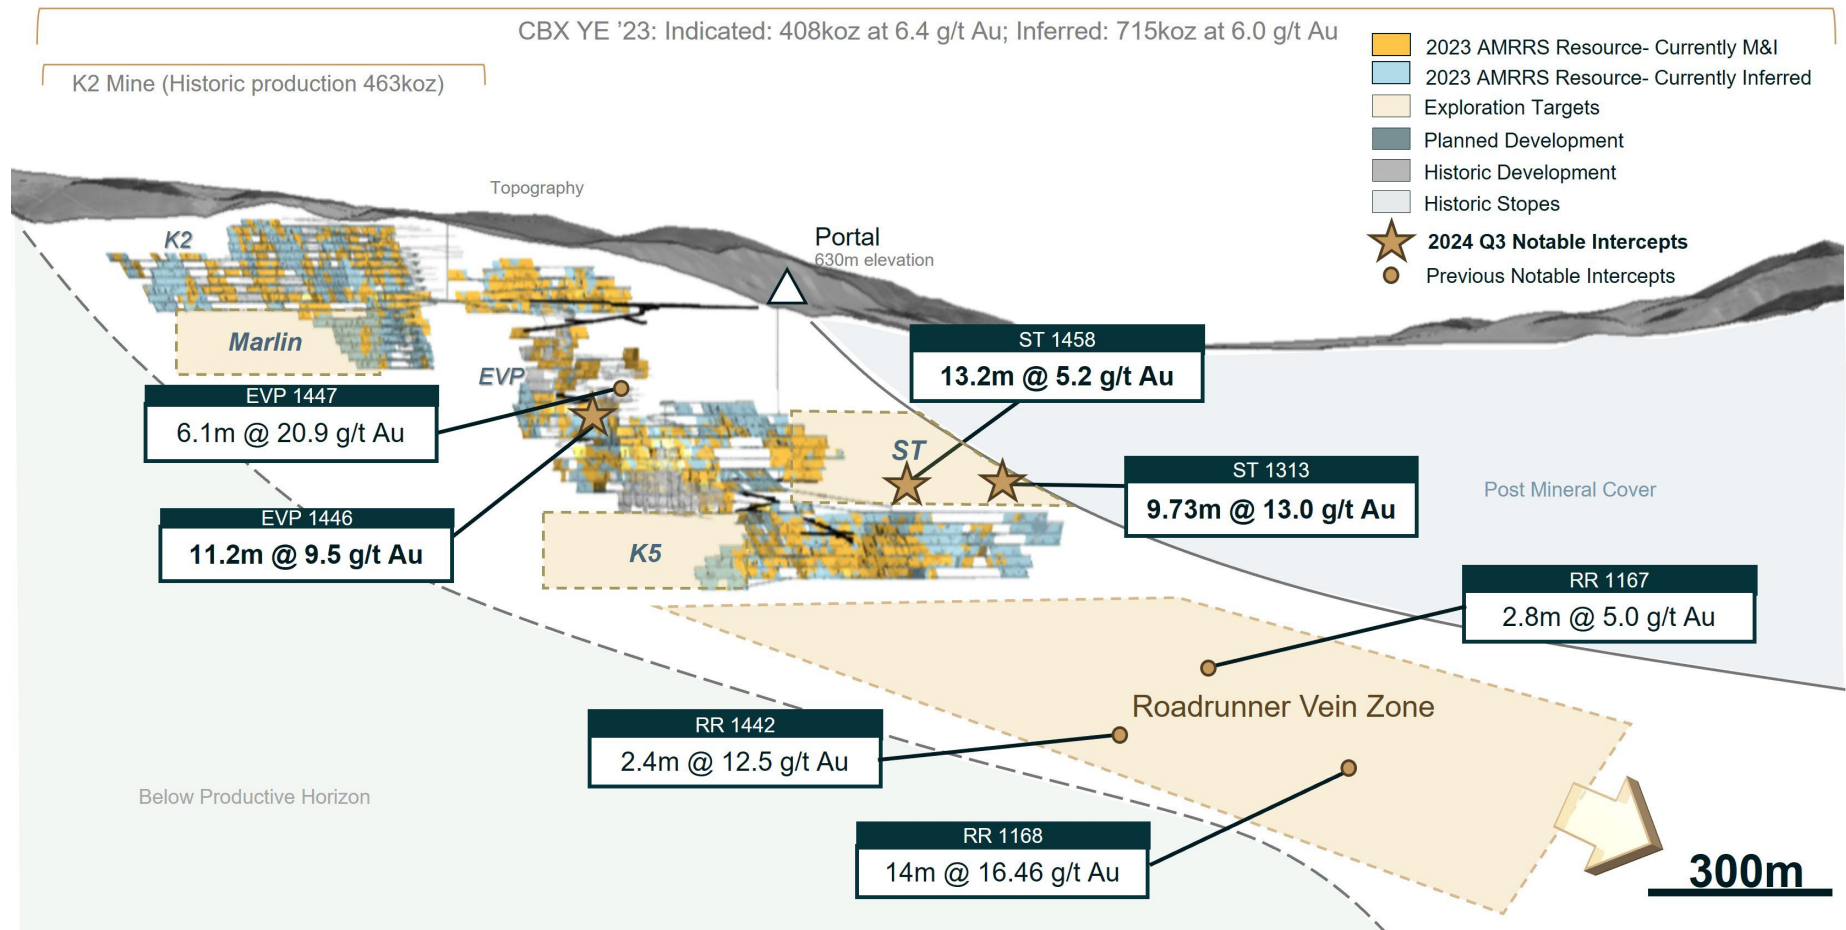 CBX YE ’23: Indicated: 408koz at 6.4 g/t Au; Inferred: 715koz at 6.0 g/t Au
K2 Mine (Historic production 463koz)
2023 AMRRS Resource- Currently M&I
2023 AMRRS Resource- Currently Inferred
Exploration Targets
Planned Development
Historic Development
Historic Stopes
2024 Q3 Notable Intercepts
Previous Notable Intercepts
Topography
K2
Portal
630m elevation
Marlin
EVP
ST 1458
13.2m @ 5.2 g/t Au
EVP 1447
6.1m @ 20.9 g/t Au
ST
ST 1313
9.73m @ 13.0 g/t Au
Post Mineral Cover
EVP 1446
11.2m @ 9.5 g/t Au
K5
RR 1167
2.8m @ 5.0 g/t Au
Roadrunner Vein Zone
RR 1442
2.4m @ 12.5 g/t Au
Below Productive Horizon
RR 1168
14m @ 16.46 g/t Au
300m